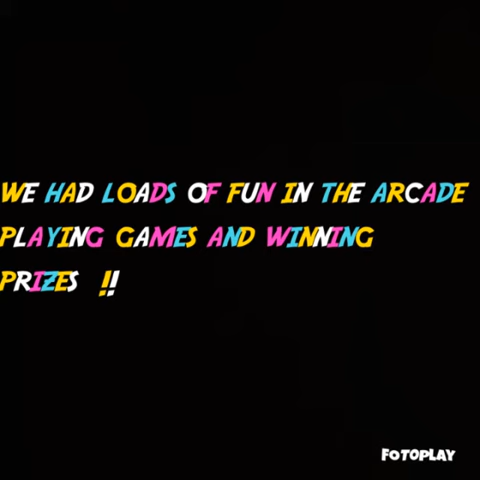 WE HAD LOADS OF FUN IN THE ARCADE
PLAYING GAMES AND WINNING
PRIZES !!
FOTOPLAY